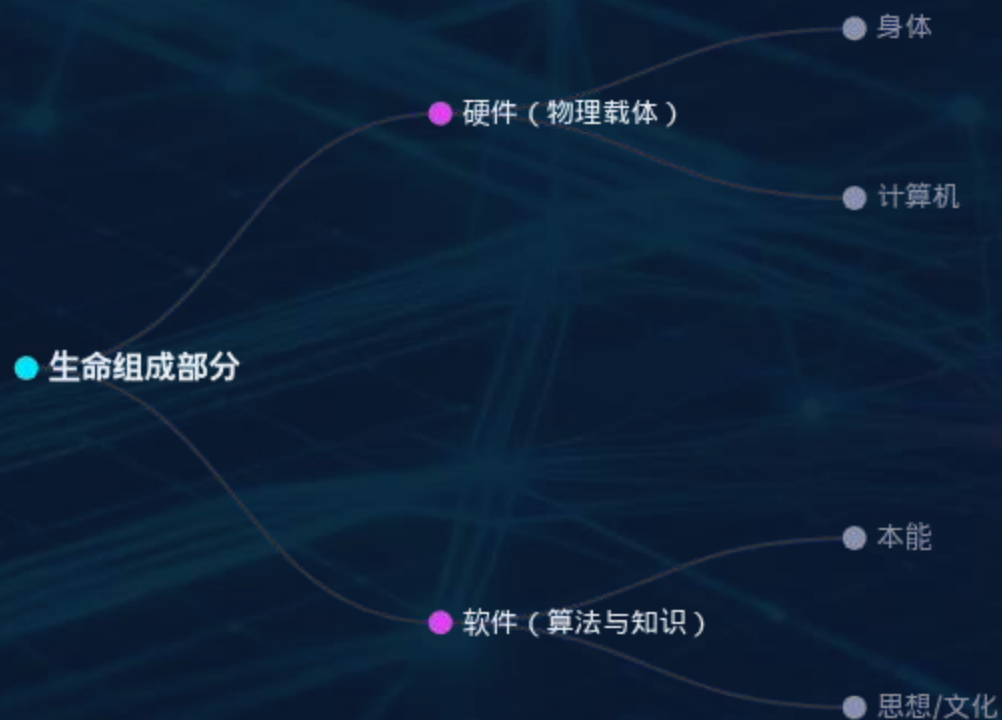 身体
硬件（物理载体）
计算机
生命组成部分
本能
软件（算法与知识）
思想/文化